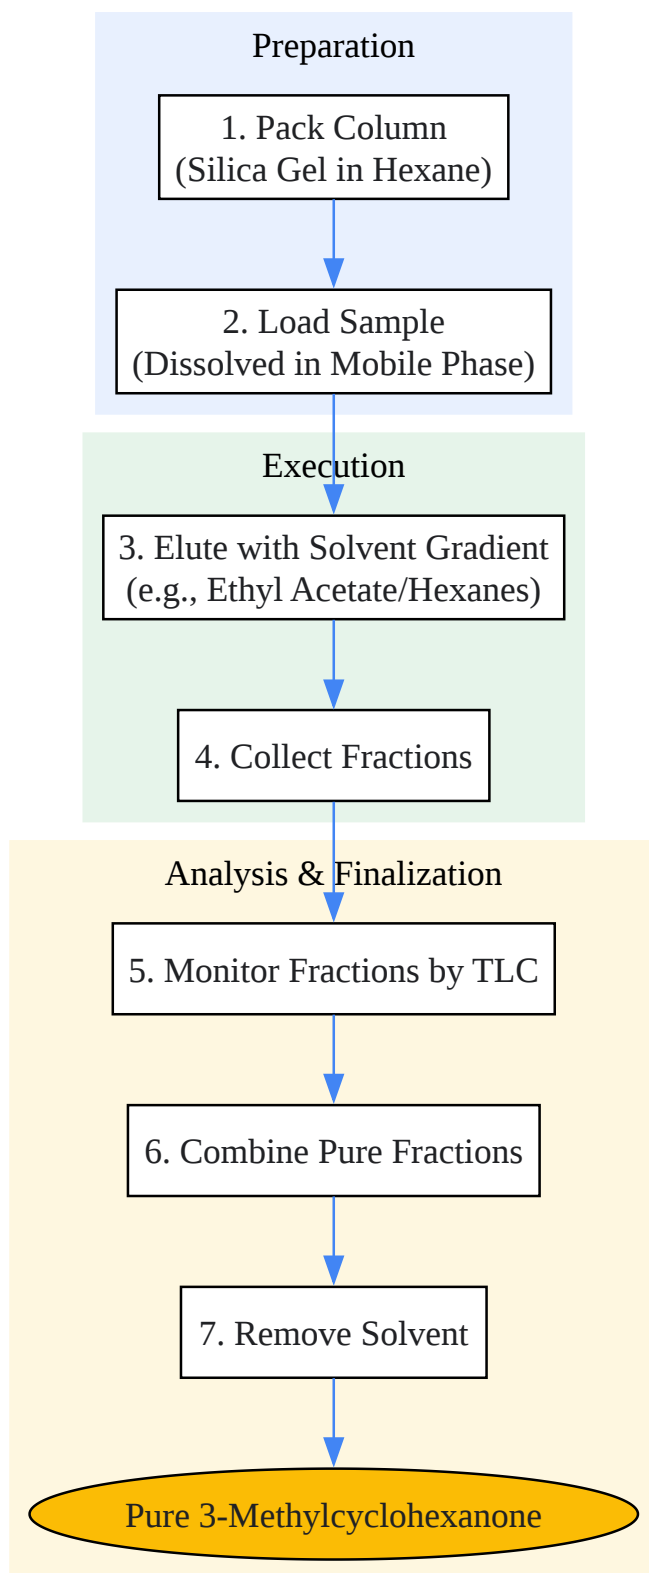 Preparation
1. Pack Column
(Silica Gel in Hexane)
2. Load Sample
(Dissolved in Mobile Phase)
Execution
3. Elute with Solvent Gradient
(e.g., Ethyl Acetate/Hexanes)
4. Collect Fractions
Analysis & Finalization
5. Monitor Fractions by TLC
6. Combine Pure Fractions
7. Remove Solvent
Pure 3-Methylcyclohexanone